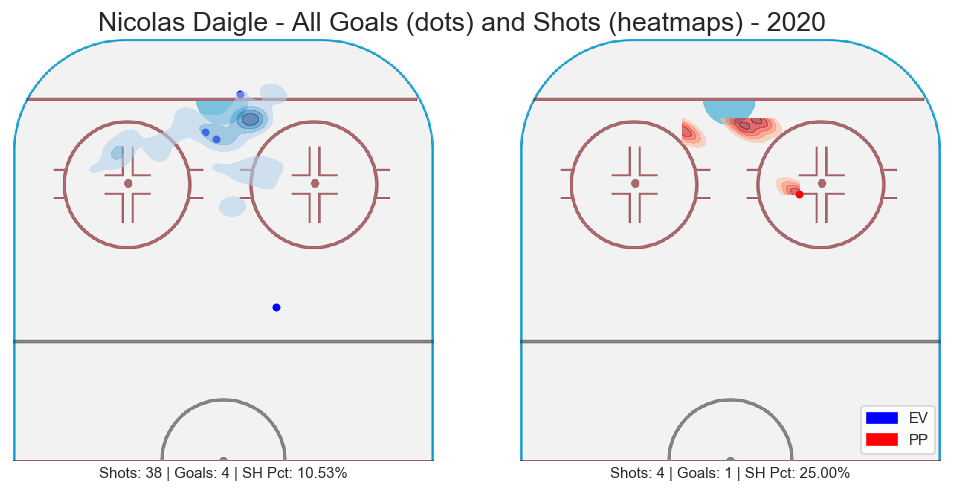 Nicolas Daigle - All Goals (dots) and Shots (heatmaps) - 2020
EV
PP
Shots: 38 | Goals: 4 | SH Pct: 10.53%
Shots: 4 | Goals: 1 | SH Pct: 25.00%